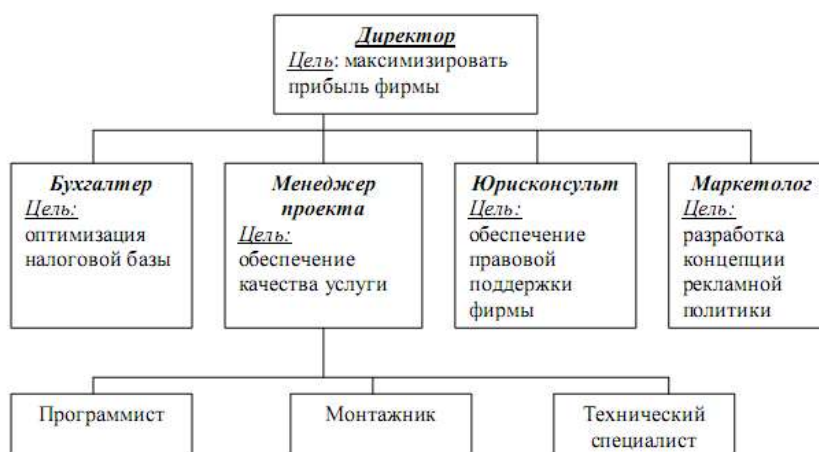 Директор
Цель: максимизировать
прибыль фирмы
Бухгалтер
Цель:
оптимизация
налоговой базы
Менеджер
проекта
Цель:
обеспечение
качества услуги
Юрисконсульт
Цель:
обеспечение
правовой
поддержки
фирмы
Маркетолог
Цель:
разработка
концепции
рекламной
политики
Программист
Монтажник
Технический
специалист